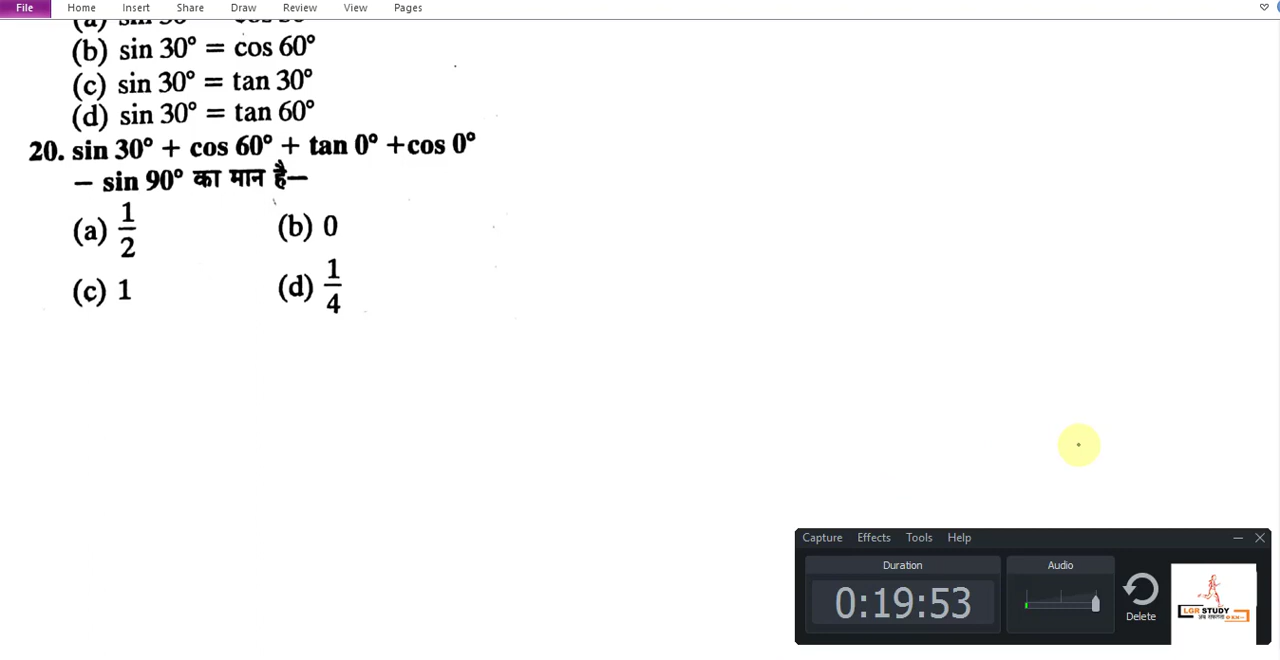 File Home Insert Share Draw Review View Pages
(b) sin 30° = cos 60°
(c) sin 30° = tan 30°
(d) sin 30° = tan 60°
20. sin 30° + cos 60° + tan 0° +cos 0°
– sin 90° का मान है–
(a) 1/2 (b) 0
(c) 1 (d) 1/4
Capture Effects Tools Help
Duration Audio
0:19:53
Delete
LGR STUDY